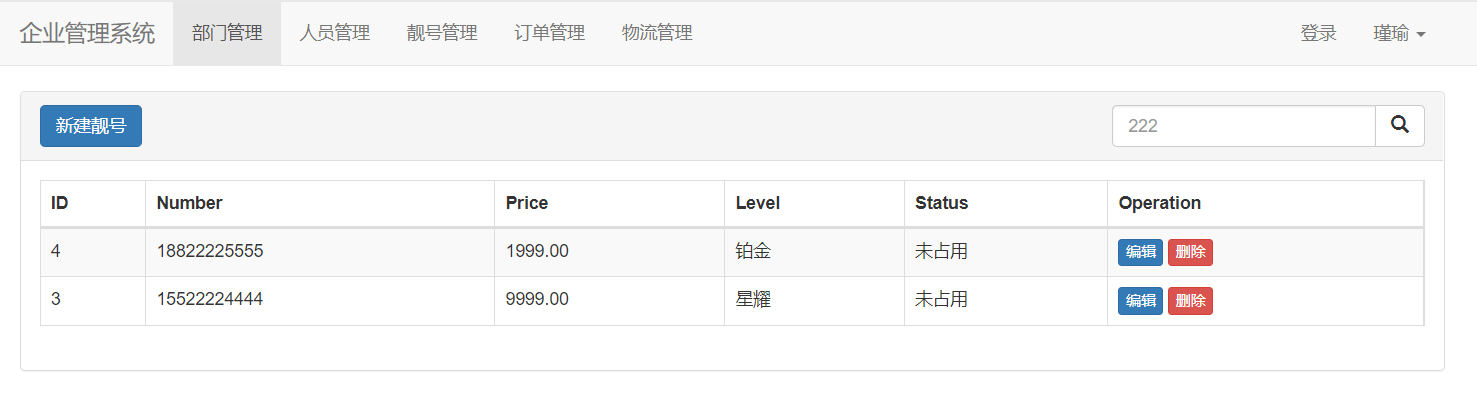 企业管理系统 部门管理 人员管理 靓号管理 订单管理 物流管理 登录 瑾瑜
新建靓号 222
ID Number Price Level Status Operation
4 18822225555 1999.00 铂金 未占用 编辑 删除
3 15522224444 9999.00 星耀 未占用 编辑 删除